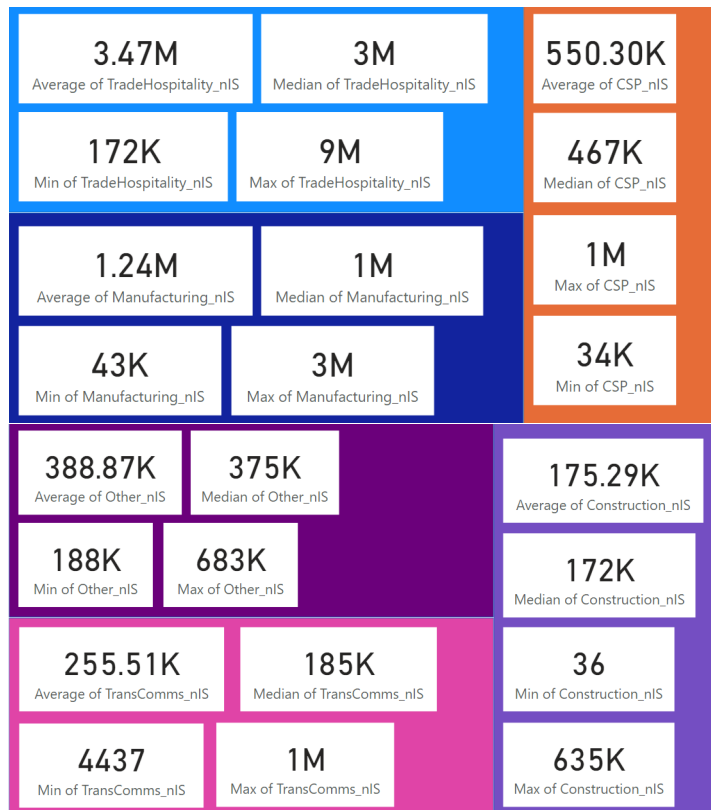 3.47M
Average of TradeHospitality_nIS
3M
Median of TradeHospitality_nIS
172K
Min of TradeHospitality_nIS
9M
Max of TradeHospitality_nIS
550.30K
Average of CSP_nIS
467K
Median of CSP_nIS
1M
Max of CSP_nIS
34K
Min of CSP_nIS
1.24M
Average of Manufacturing_nIS
1M
Median of Manufacturing_nIS
43K
Min of Manufacturing_nIS
3M
Max of Manufacturing_nIS
388.87K
Average of Other_nIS
375K
Median of Other_nIS
188K
Min of Other_nIS
683K
Max of Other_nIS
175.29K
Average of Construction_nIS
172K
Median of Construction_nIS
36
Min of Construction_nIS
635K
Max of Construction_nIS
255.51K
Average of TransComms_nIS
185K
Median of TransComms_nIS
4437
Min of TransComms_nIS
1M
Max of TransComms_nIS